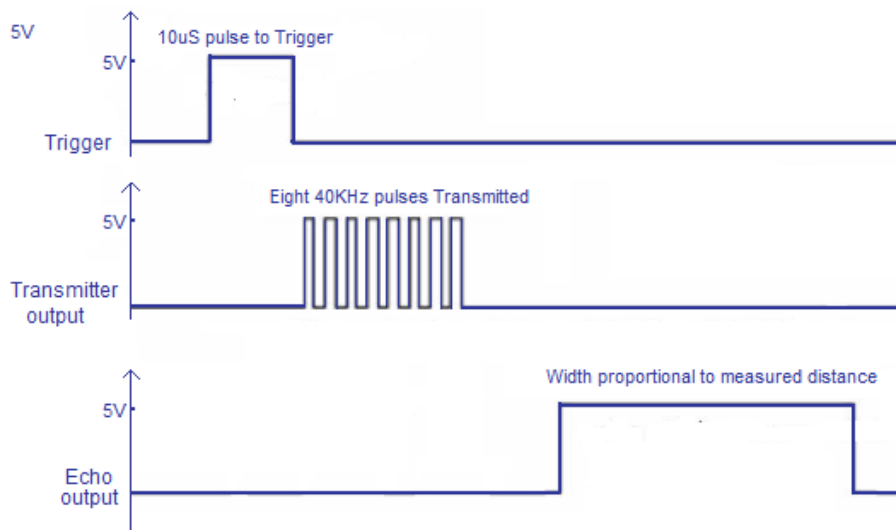 5V
10uS pulse to Trigger
5V
Trigger
Eight 40KHz pulses Transmitted
5V
Transmitter
output
Width proportional to measured distance
5V
Echo
output